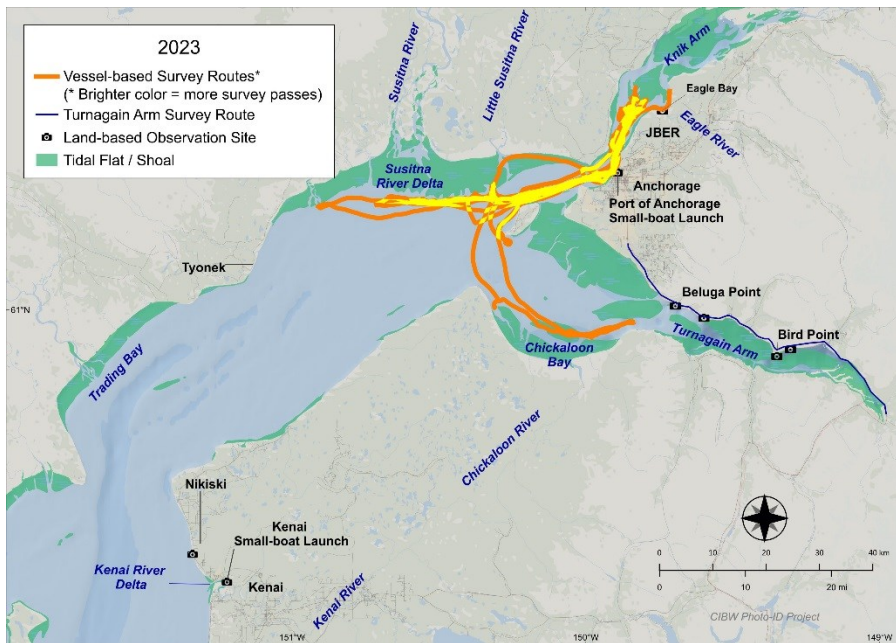 2023
Vessel-based Survey Routes*
(* Brighter color = more survey passes)
Turnagain Arm Survey Route
Land-based Observation Site
Tidal Flat / Shoal
Susitna River
Little Susitna River
Knik Arm
Eagle Bay
JBER
Eagle River
Susitna
River Delta
Anchorage
Port of Anchorage
Small-boat Launch
Tyonek
61°N
Beluga Point
Bird Point
Turnagain Arm
Trading Bay
Chickaloon
Bay
Chickaloon River
Nikiski
Kenai
Small-boat Launch
Kenai River
Delta
Kenai
Kenai River
0 10 20 30 40 km
0 10 20 mi
CIBW Photo-ID Project
151°W
150°W
149°W